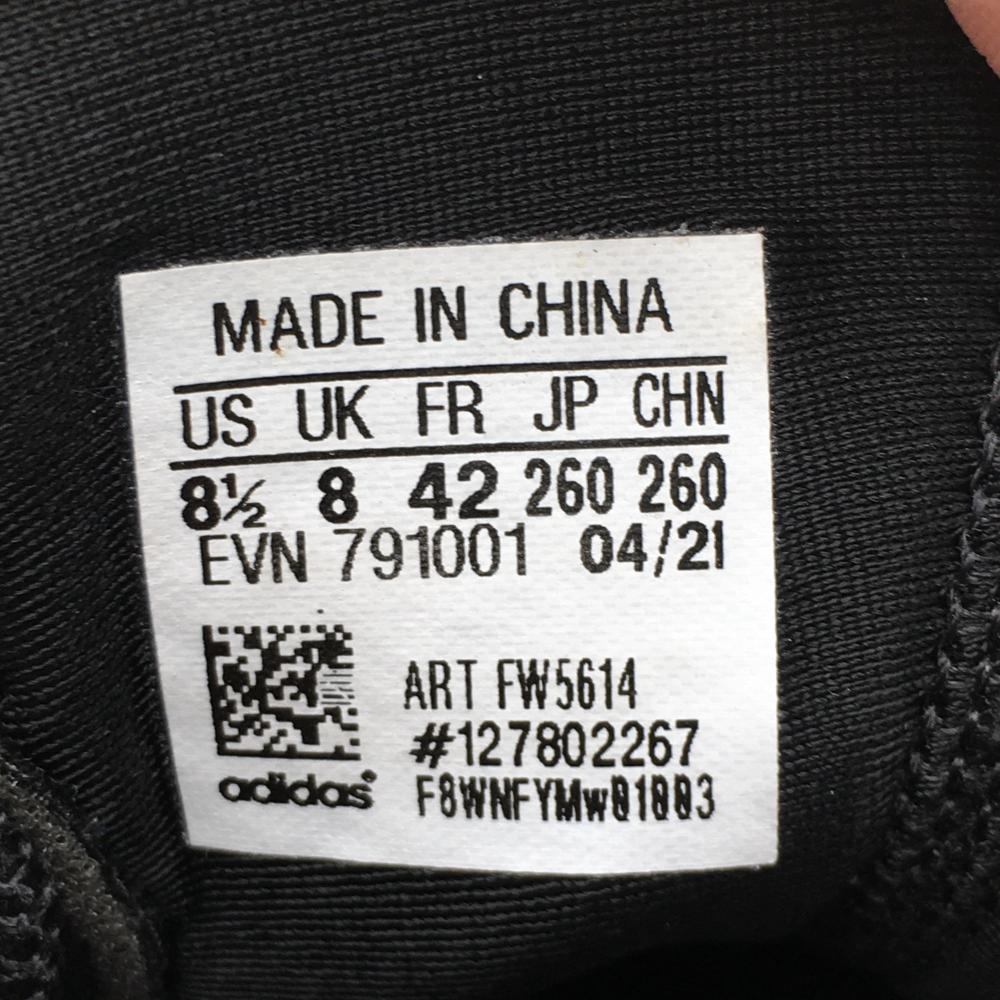 MADE IN CHINA
US UK FR JP CHN
8½ 8 42 260 260
EVN 791001 04/21
ART FW5614
#127802267
adidas®
F8WNFYMw01003